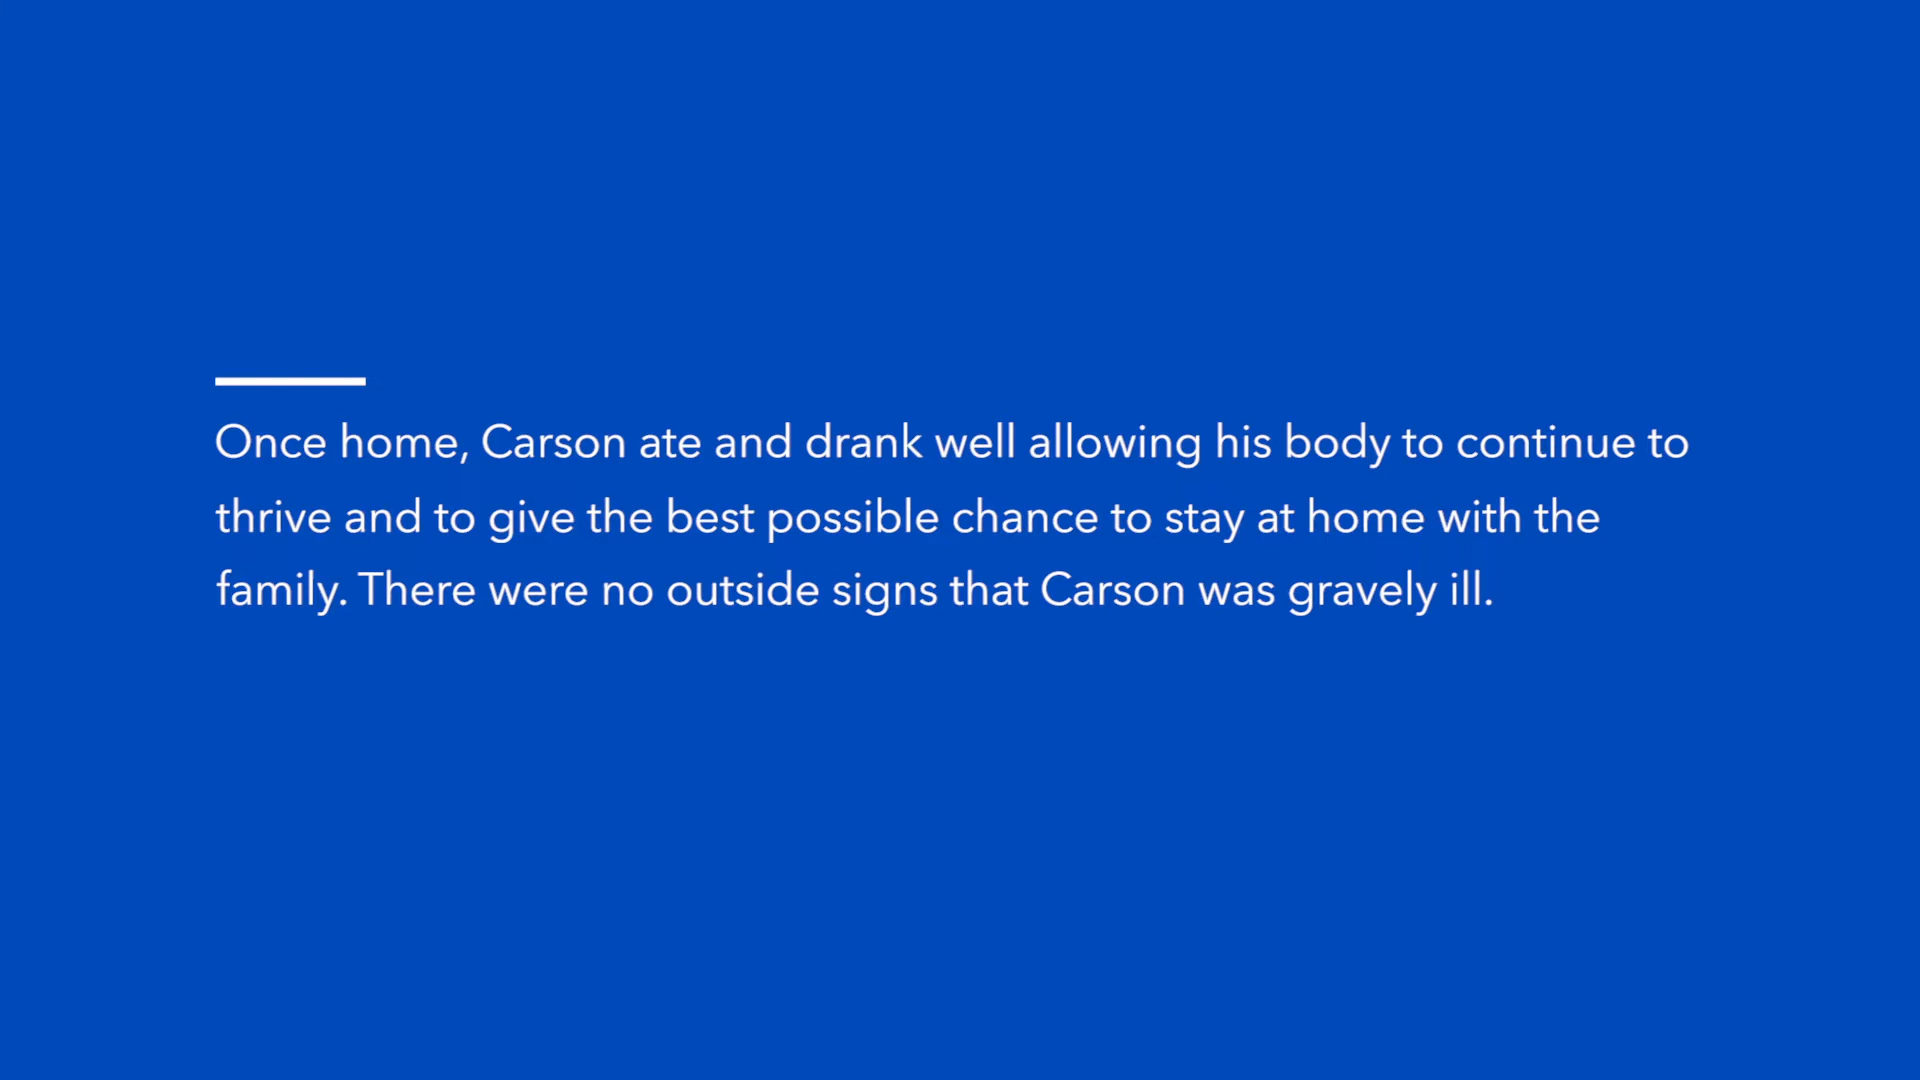 Once home, Carson ate and drank well allowing his body to continue to
thrive and to give the best possible chance to stay at home with the
family. There were no outside signs that Carson was gravely ill.